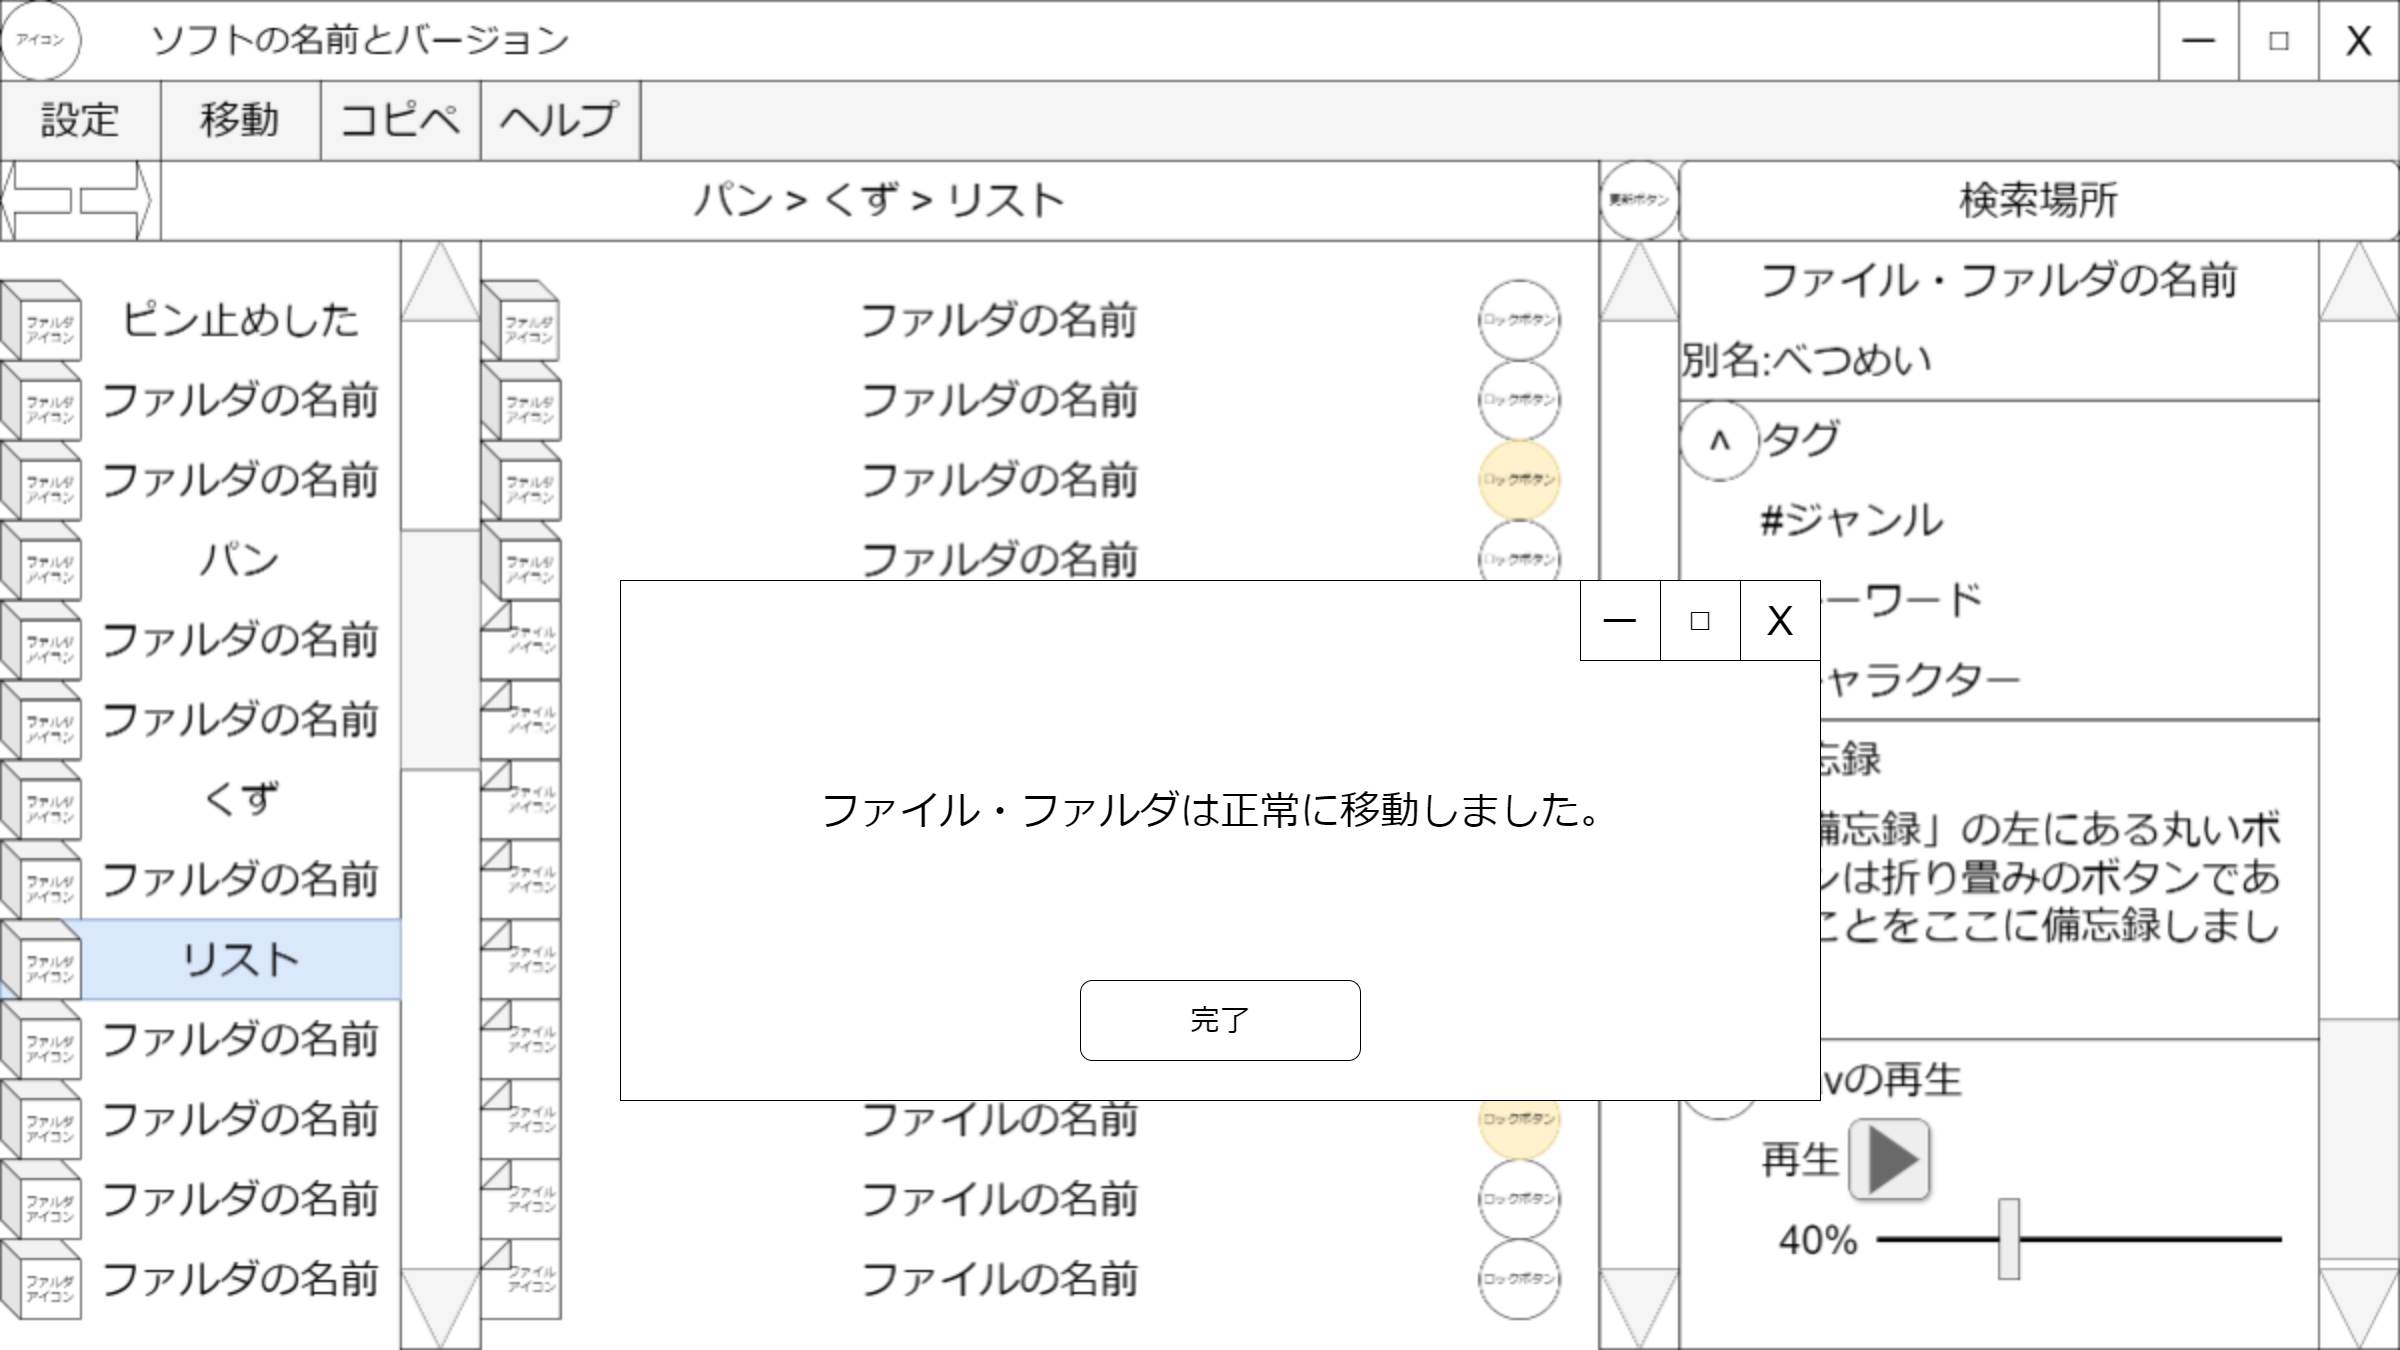 アイコン
ソフトの名前とバージョン
― □ X
設定
移動
コピペ
ヘルプ
パン > くず > リスト
更新ボタン
検索場所
ファルダ
アイコン
ピン止めした
ファルダ
アイコン
ファルダの名前
ファルダ
アイコン
ファルダの名前
ファルダ
アイコン
パン
ファルダ
アイコン
ファルダの名前
ファルダ
アイコン
ファルダの名前
ファルダ
アイコン
くず
ファルダ
アイコン
ファルダの名前
ファルダ
アイコン
リスト
ファルダ
アイコン
ファルダの名前
ファルダ
アイコン
ファルダの名前
ファルダ
アイコン
ファルダの名前
ファルダ
アイコン
ファルダの名前
ファルダ
アイコン
ファルダの名前
ロックボタン
ファルダ
アイコン
ファルダの名前
ロックボタン
ファルダ
アイコン
ファルダの名前
ロックボタン
ファルダ
アイコン
ファルダの名前
ロックボタン
ファイル
アイコン
ファイル
アイコン
ファイル
アイコン
ファイル
アイコン
ファイル
アイコン
ファイル
アイコン
ファイル
アイコン
ファイルの名前
ロックボタン
ファイル
アイコン
ファイルの名前
ロックボタン
ファイル
アイコン
ファイルの名前
ロックボタン
― □ X
ファイル・ファルダは正常に移動しました。
完了
ファイル・ファルダの名前
別名:べつめい
^
タグ
#ジャンル
ーワード
ャラクター
忘録
備忘録」の左にある丸いボ
ンは折り畳みのボタンであ
ことをここに備忘録しまし
vの再生
再生
40%